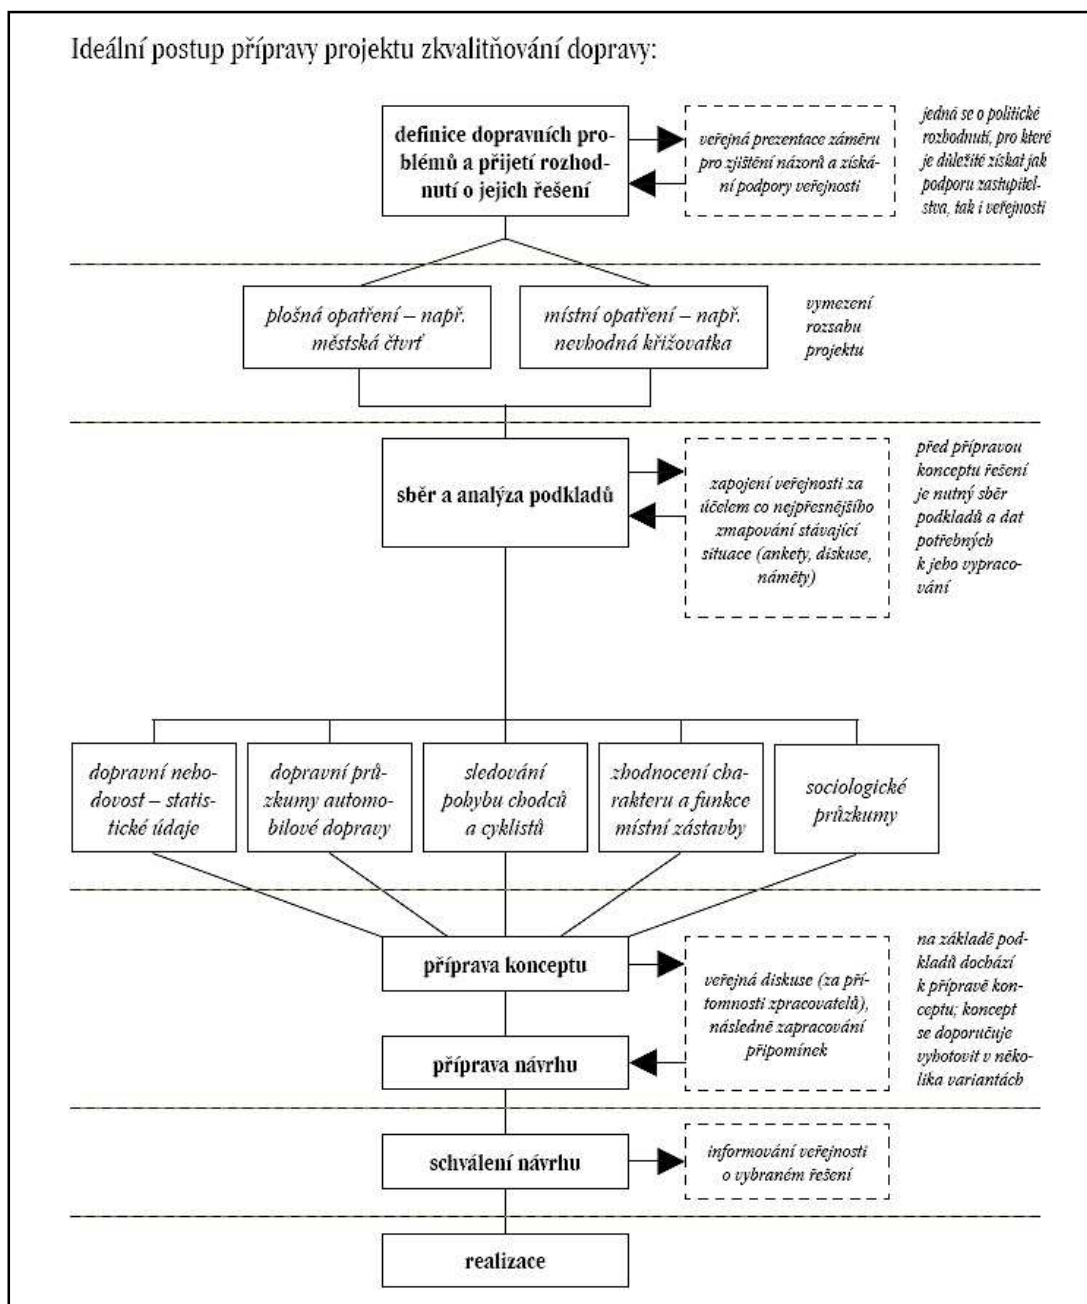 Ideální postup přípravy projektu zkvalitňování dopravy:
definice dopravních pro-
blémů a přijetí rozhod-
nutí o jejich řešení
veřejná prezentace záměru
pro zjištění názorů a získá-
ní podpory veřejnosti
jedná se o politické
rozhodnutí, pro které
je důležité získat jak
podporu zastupitel-
stva, tak i veřejnosti
plošná opatření – např.
městská čtvrť
místní opatření – např.
nevhodná křižovatka
vymezení
rozsahu
projektu
sběr a analýza podkladů
zapojení veřejnosti za
účelem co nejpřesnějšího
zmapování stávající
situace (ankety, diskuse,
náměty)
před přípravou
konceptu řešení
je nutný sběr
podkladů a dat
potřebných
k jeho vypraco-
vání
dopravní neho-
dovost – statis-
tické údaje
dopravní prů-
zkumy automo-
bilové dopravy
sledování
pohybu chodců
a cyklistů
zhodnocení cha-
rakteru a funkce
místní zástavby
sociologické
průzkumy
příprava konceptu
veřejná diskuse (za pří-
tomnosti zpracovatelů),
následně zapracování
připomínek
na základě pod-
kladů dochází
k přípravě kon-
ceptu; koncept
se doporučuje
vyhotovit v něko-
lika variantách
příprava návrhu
schválení návrhu
informování veřejnosti
o vybraném řešení
realizace